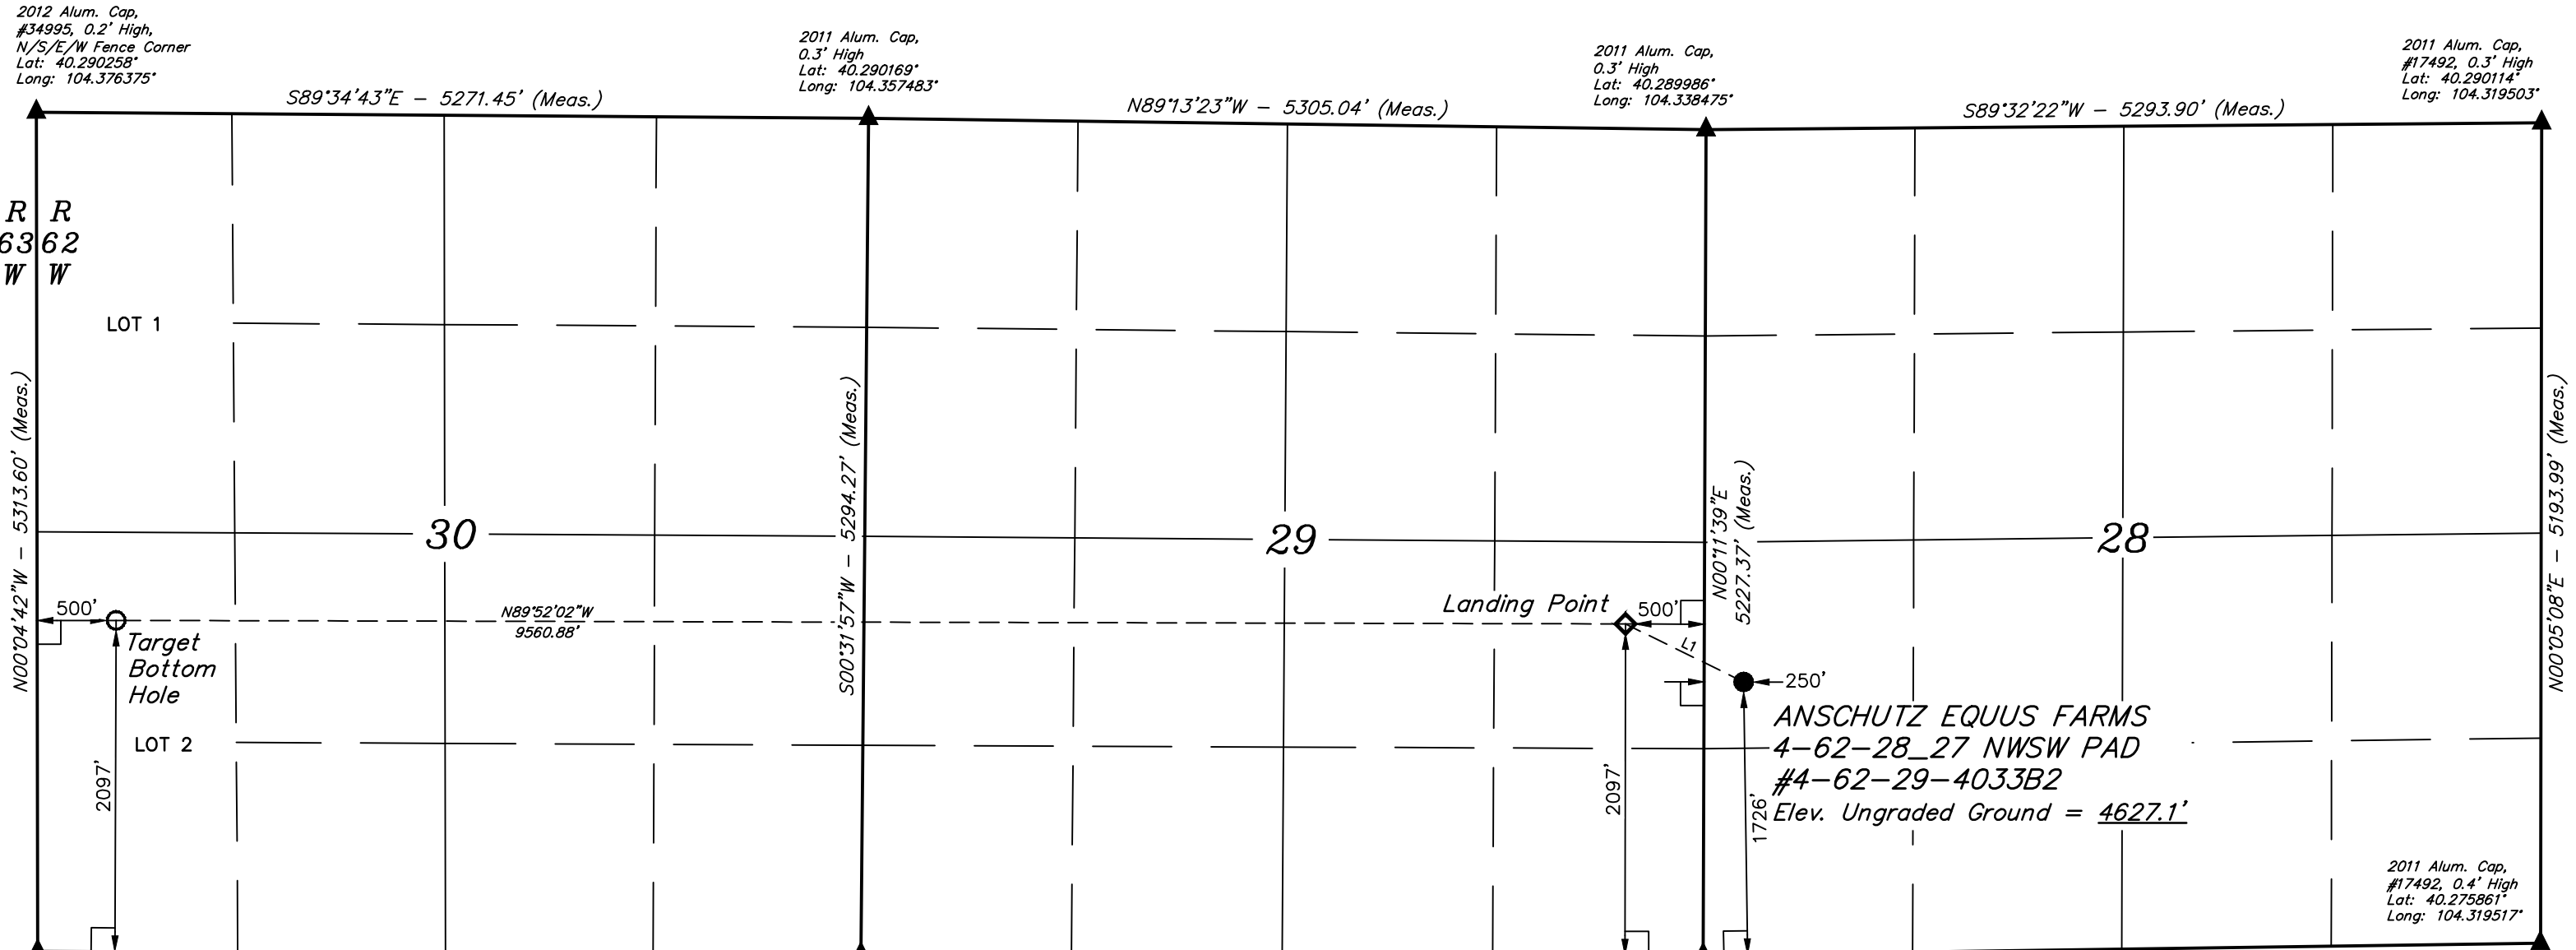 2012 Alum. Cap,
#34995, 0.2' High,
N/S/E/W Fence Corner
Lat: 40.290258°
Long: 104.376375°
2011 Alum. Cap,
0.3' High
Lat: 40.290169°
Long: 104.357483°
2011 Alum. Cap,
0.3' High
Lat: 40.289986°
Long: 104.338475°
2011 Alum. Cap,
#17492, 0.3' High
Lat: 40.290114°
Long: 104.319503°
S89°34'43"E - 5271.45' (Meas.)
N89°13'23"W - 5305.04' (Meas.)
S89°32'22"W - 5293.90' (Meas.)
R R
63 62
W W
LOT 1
N00°04'42"W - 5313.60' (Meas.)
S00°31'57"W - 5294.27' (Meas.)
N00°11'39"E
5227.37' (Meas.)
N00°05'08"E - 5193.99' (Meas.)
30
29
28
500'
N89°52'02"W
9560.88'
Landing Point
500'
Target
Bottom
Hole
L1
250'
LOT 2
2097'
2097'
1726'
ANSCHUTZ EQUUS FARMS
4-62-28_27 NWSW PAD
#4-62-29-4033B2
Elev. Ungraded Ground = 4627.1'
2011 Alum. Cap,
#17492, 0.4' High
Lat: 40.275861°
Long: 104.319517°